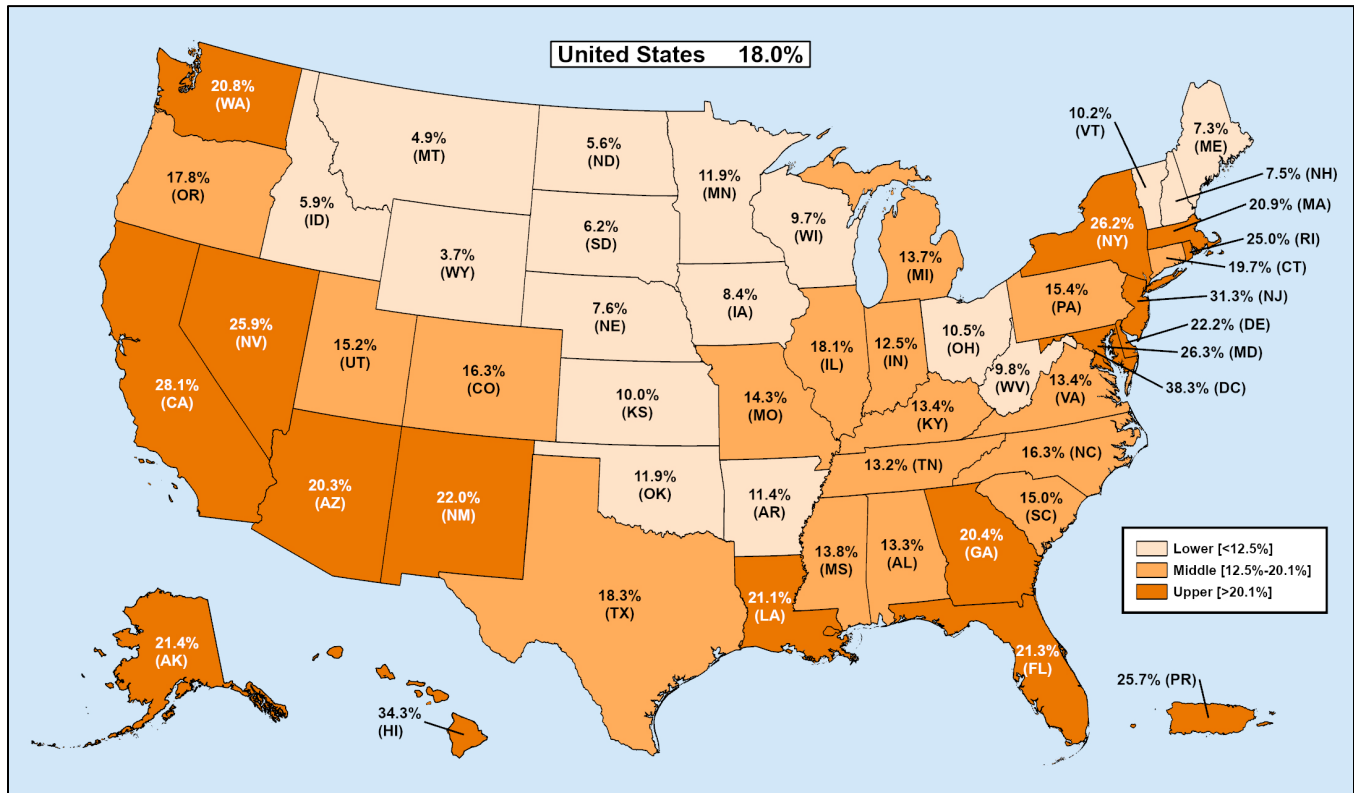 United States 18.0%
20.8%
(WA)
17.8%
(OR)
28.1%
(CA)
25.9%
(NV)
5.9%
(ID)
4.9%
(MT)
3.7%
(WY)
15.2%
(UT)
16.3%
(CO)
20.3%
(AZ)
22.0%
(NM)
5.6%
(ND)
6.2%
(SD)
7.6%
(NE)
10.0%
(KS)
11.9%
(OK)
18.3%
(TX)
11.9%
(MN)
8.4%
(IA)
14.3%
(MO)
11.4%
(AR)
21.1%
(LA)
9.7%
(WI)
18.1%
(IL)
13.7%
(MI)
12.5%
(IN)
10.5%
(OH)
13.4%
(KY)
13.2% (TN)
13.8%
(MS)
13.3%
(AL)
20.4%
(GA)
21.3%
(FL)
15.0%
(SC)
16.3% (NC)
13.4%
(VA)
9.8%
(WV)
15.4%
(PA)
26.2%
(NY)
10.2%
(VT)
7.3%
(ME)
7.5% (NH)
20.9% (MA)
25.0% (RI)
19.7% (CT)
31.3% (NJ)
22.2% (DE)
26.3% (MD)
38.3% (DC)
21.4%
(AK)
34.3%
(HI)
25.7% (PR)
Lower [<12.5%]
Middle [12.5%-20.1%]
Upper [>20.1%]